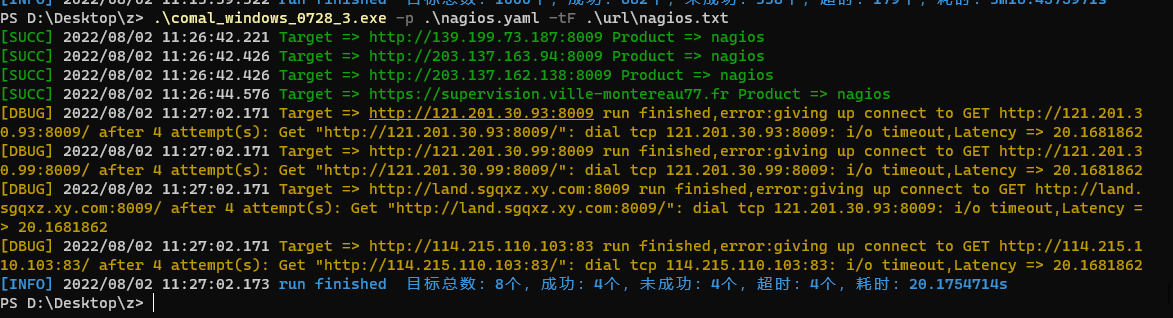 PS D:\Desktop\z> .\comal_windows_0728_3.exe -p .\nagios.yaml -tF .\url\nagios.txt
[SUCC] 2022/08/02 11:26:42.221 Target => http://139.199.73.187:8009 Product => nagios
[SUCC] 2022/08/02 11:26:42.426 Target => http://203.137.163.94:8009 Product => nagios
[SUCC] 2022/08/02 11:26:42.426 Target => http://203.137.162.138:8009 Product => nagios
[SUCC] 2022/08/02 11:26:44.576 Target => https://supervision.ville-montereau77.fr Product => nagios
[DBUG] 2022/08/02 11:27:02.171 Target => http://121.201.30.93:8009 run finished,error:giving up connect to GET http://121.201.3
0.93:8009/ after 4 attempt(s): Get "http://121.201.30.93:8009/": dial tcp 121.201.30.93:8009: i/o timeout,Latency => 20.1681862
[DBUG] 2022/08/02 11:27:02.171 Target => http://121.201.30.99:8009 run finished,error:giving up connect to GET http://121.201.3
0.99:8009/ after 4 attempt(s): Get "http://121.201.30.99:8009/": dial tcp 121.201.30.99:8009: i/o timeout,Latency => 20.1681862
[DBUG] 2022/08/02 11:27:02.171 Target => http://land.sgqxz.xy.com:8009 run finished,error:giving up connect to GET http://land.
sgqxz.xy.com:8009/ after 4 attempt(s): Get "http://land.sgqxz.xy.com:8009/": dial tcp 121.201.30.93:8009: i/o timeout,Latency =
> 20.1681862
[DBUG] 2022/08/02 11:27:02.171 Target => http://114.215.110.103:83 run finished,error:giving up connect to GET http://114.215.1
10.103:83/ after 4 attempt(s): Get "http://114.215.110.103:83/": dial tcp 114.215.110.103:83: i/o timeout,Latency => 20.1681862
[INFO] 2022/08/02 11:27:02.173 run finished 目标总数: 8个, 成功: 4个, 未成功: 4个, 超时: 4个, 耗时: 20.1754714s
PS D:\Desktop\z>